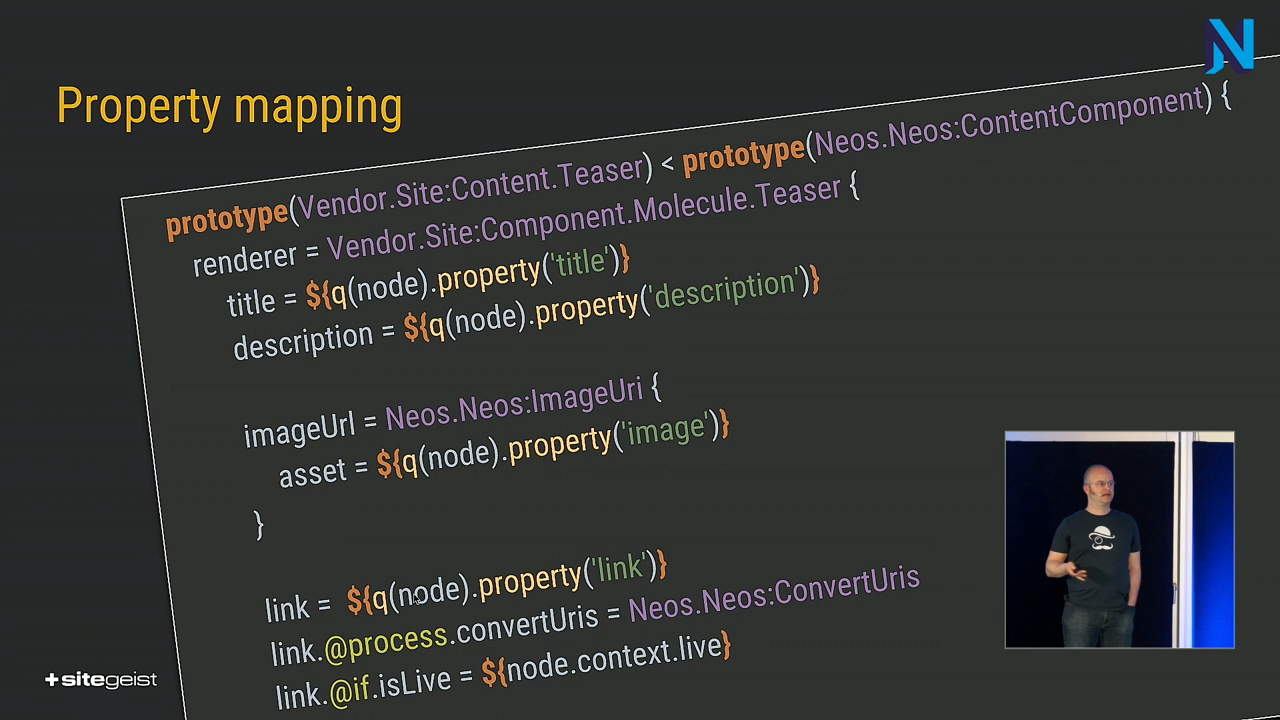 N
Property mapping
prototype(Vendor.Site:Content.Teaser) < prototype(Neos.Neos:ContentComponent) {
renderer = Vendor.Site:Component.Molecule.Teaser {
title = ${q(node).property('title')}
description = ${q(node).property('description')}
imageUrl = Neos.Neos:ImageUri {
asset = ${q(node).property('image')}
}
link = ${q(node).property('link')}
link.@process.convertUris = Neos.Neos:ConvertUris
link.@if.isLive = ${node.context.live}
+sitegeist